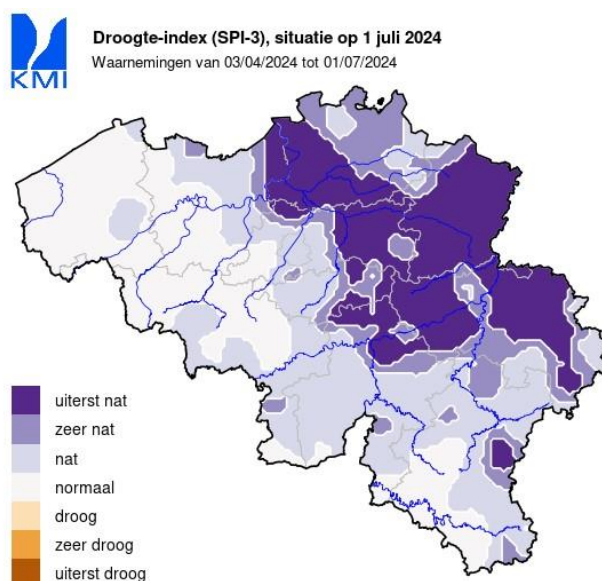 Droogte-index (SPI-3), situatie op 1 juli 2024
Waarnemingen van 03/04/2024 tot 01/07/2024
KMI
uiterst nat
zeer nat
nat
normaal
droog
zeer droog
uiterst droog